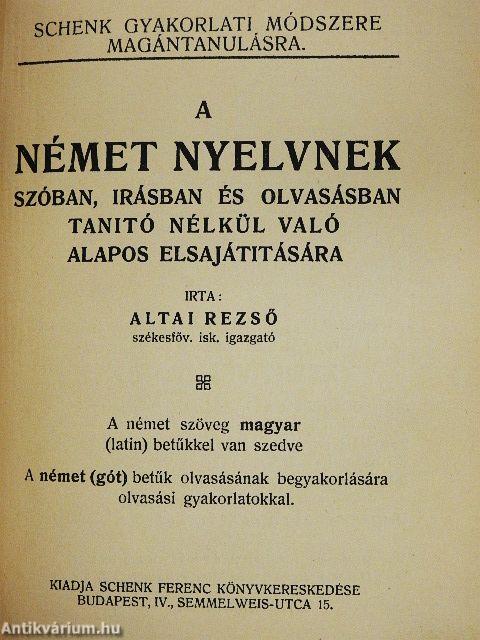 SCHENK GYAKORLATI MÓDSZERE
MAGÁNTANULÁSRA.
A
NÉMET NYELVNEK
SZÓBAN, IRÁSBAN ÉS OLVASÁSBAN
TANITÓ NÉLKÜL VALÓ
ALAPOS ELSAJÁTITÁSÁRA
IRTA:
ALTAI REZSŐ
székesfőv. isk. igazgató
A német szöveg magyar
(latin) betűkkel van szedve
A német (gót) betűk olvasásának begyakorlására
olvasási gyakorlatokkal.
KIADJA SCHENK FERENC KÖNYVKERESKEDÉSE
BUDAPEST, IV., SEMMELWEIS-UTCA 15.
Antikvárium.hu